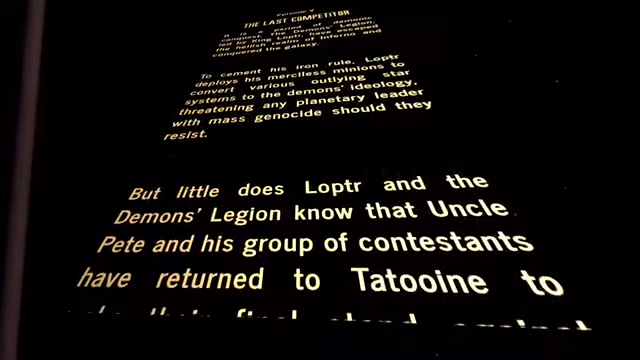 Episode V
THE LAST COMPETITOR
It is a period of demonic
conquest. The Demons' Legion,
led by King Loptr, have escaped
the hellish realm of Inferno and
conquered the galaxy.
To cement his iron rule, Loptr
deploys his merciless minions to
convert various outlying star
systems to the demons' ideology,
threatening any planetary leader
with mass genocide should they
resist.
But little does Loptr and the
Demons' Legion know that Uncle
Pete and his group of contestants
have returned to Tatooine to
their final stand against